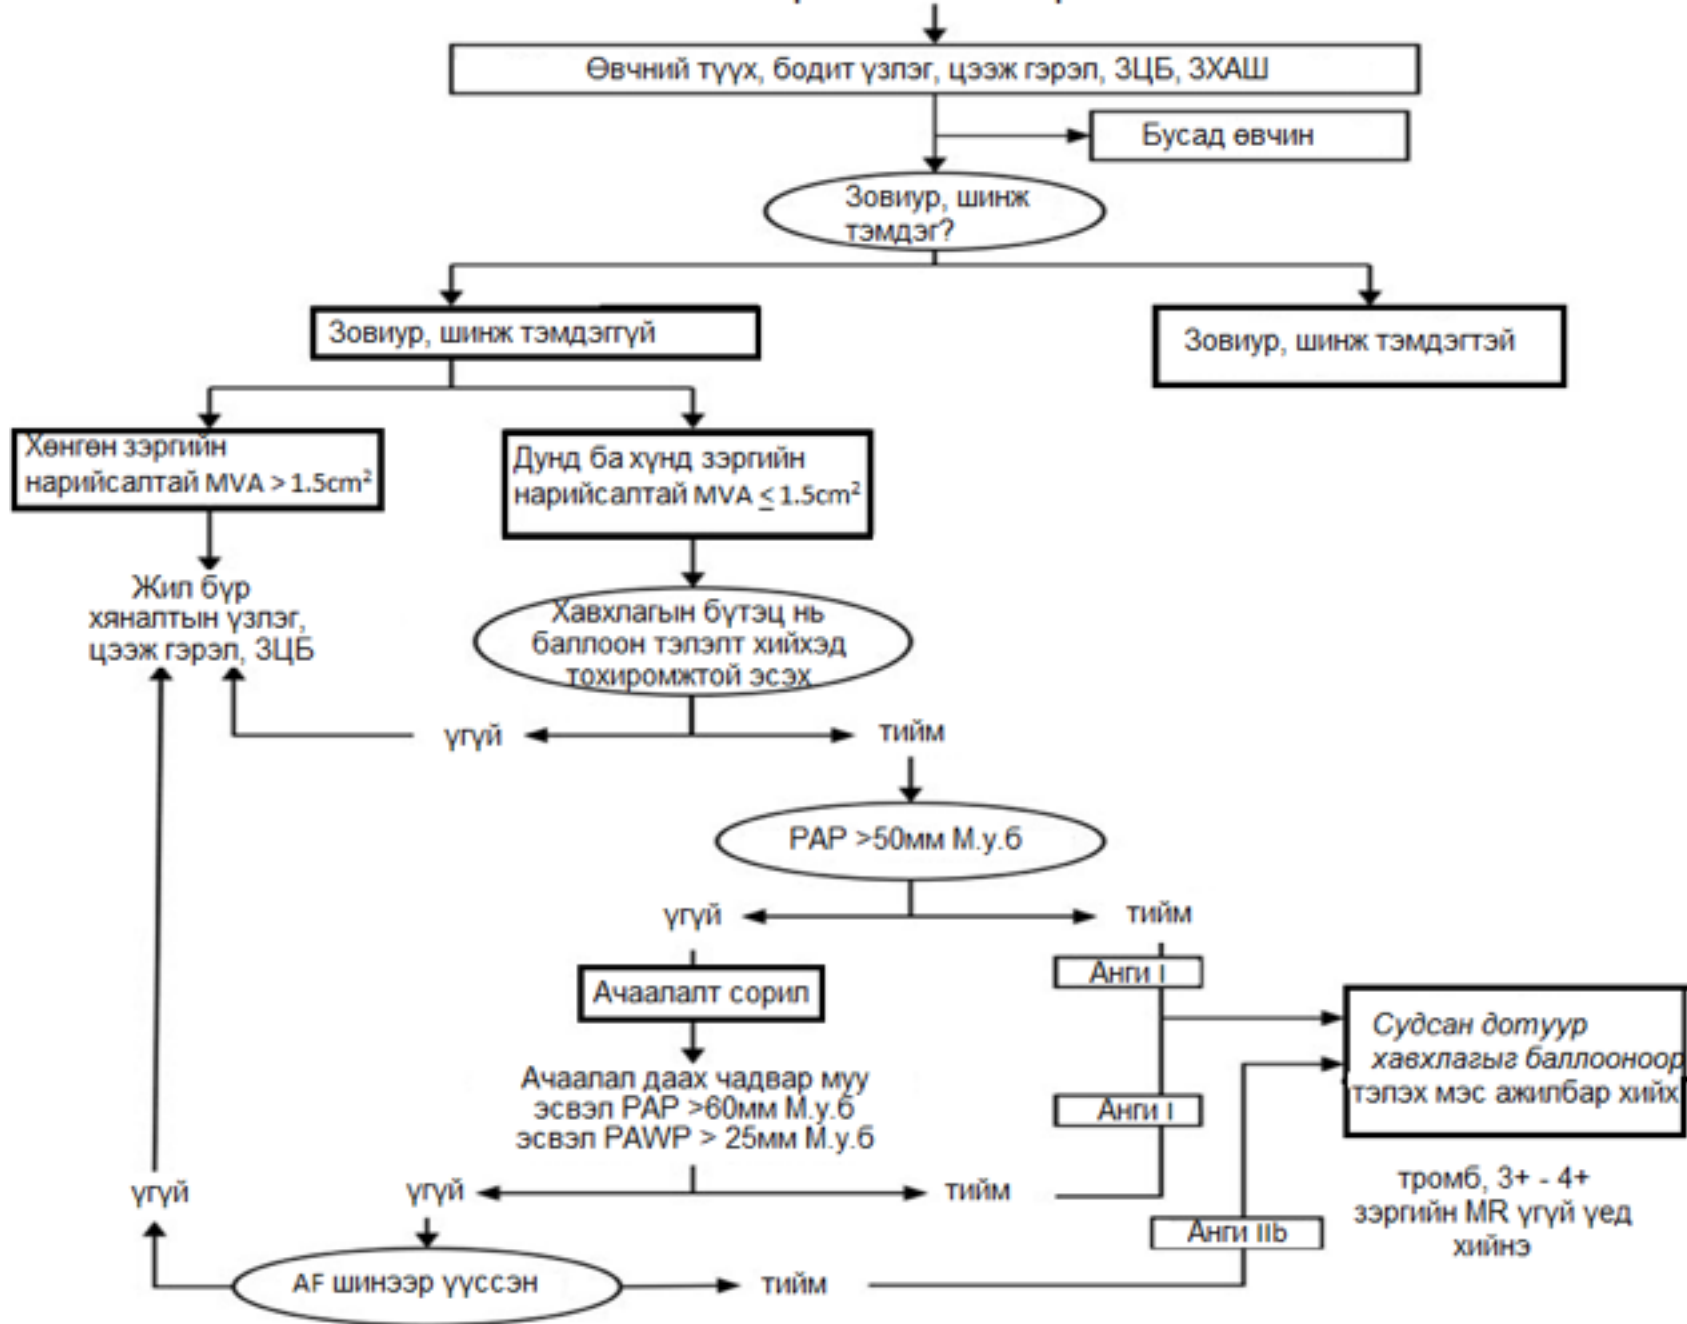 Өвчний түүх, бодит үзлэг, цээж гэрэл, ЗЦБ, ЗХАШ
Бусад өвчин
Зовиур, шинж
тэмдэг?
Зовиур, шинж тэмдэггүй
Зовиур, шинж тэмдэгтэй
Хөнгөн зэргийн
нарийсалтай MVA > 1.5cm²
Дунд ба хүнд зэргийн
нарийсалтай MVA ≤ 1.5cm²
Жил бүр
хяналтын үзлэг,
цээж гэрэл, ЗЦБ
Хавхлагын бүтэц нь
баллоон тэлэлт хийхэд
тохиромжтой эсэх
үгүй
тийм
PAP >50мм М.у.б
үгүй
тийм
Анги I
Ачаалалт сорил
Судсан дотуур
хавхлагыг баллооноор
тэлэх мэс ажилбар хийх
Ачаалал даах чадвар муу
эсвэл PAP >60мм М.у.б
эсвэл PAWP > 25мм М.у.б
Анги I
үгүй
үгүй
тийм
тромб, 3+ - 4+
зэргийн MR үгүй үед
хийнэ
Анги IIb
AF шинээр үүссэн
тийм